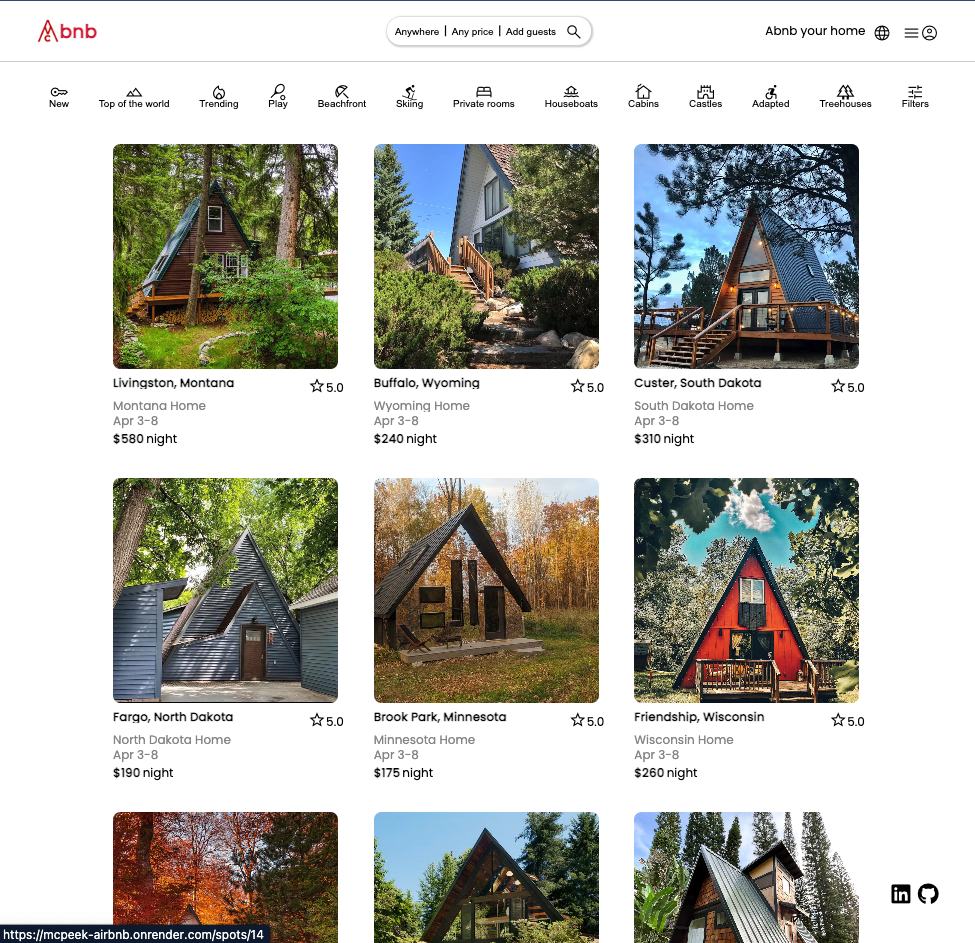 Abnb
Anywhere | Any price | Add guests
Abnb your home
New
Top of the world
Trending
Play
Beachfront
Skiing
Private rooms
Houseboats
Cabins
Castles
Adapted
Treehouses
Filters
Livingston, Montana
5.0
Montana Home
Apr 3-8
$580 night
Buffalo, Wyoming
5.0
Wyoming Home
Apr 3-8
$240 night
Custer, South Dakota
5.0
South Dakota Home
Apr 3-8
$310 night
Fargo, North Dakota
5.0
North Dakota Home
Apr 3-8
$190 night
Brook Park, Minnesota
5.0
Minnesota Home
Apr 3-8
$175 night
Friendship, Wisconsin
5.0
Wisconsin Home
Apr 3-8
$260 night
in
https://mcpeek-airbnb.onrender.com/spots/14